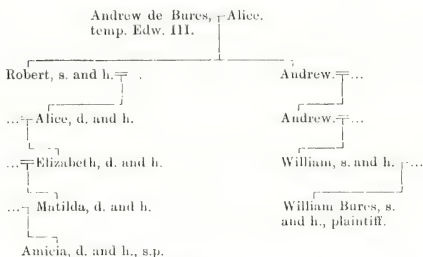 Andrew de Bures, Alice.
temp. Edw. III.
Robert, s. and h. . Andrew. ...
... Alice, d. and h. Andrew. ...
... Elizabeth, d. and h. William, s. and h. ...
... Matilda, d. and h. William Bures, s.
and h., plaintiff.
Amicia, d. and h., s.p.